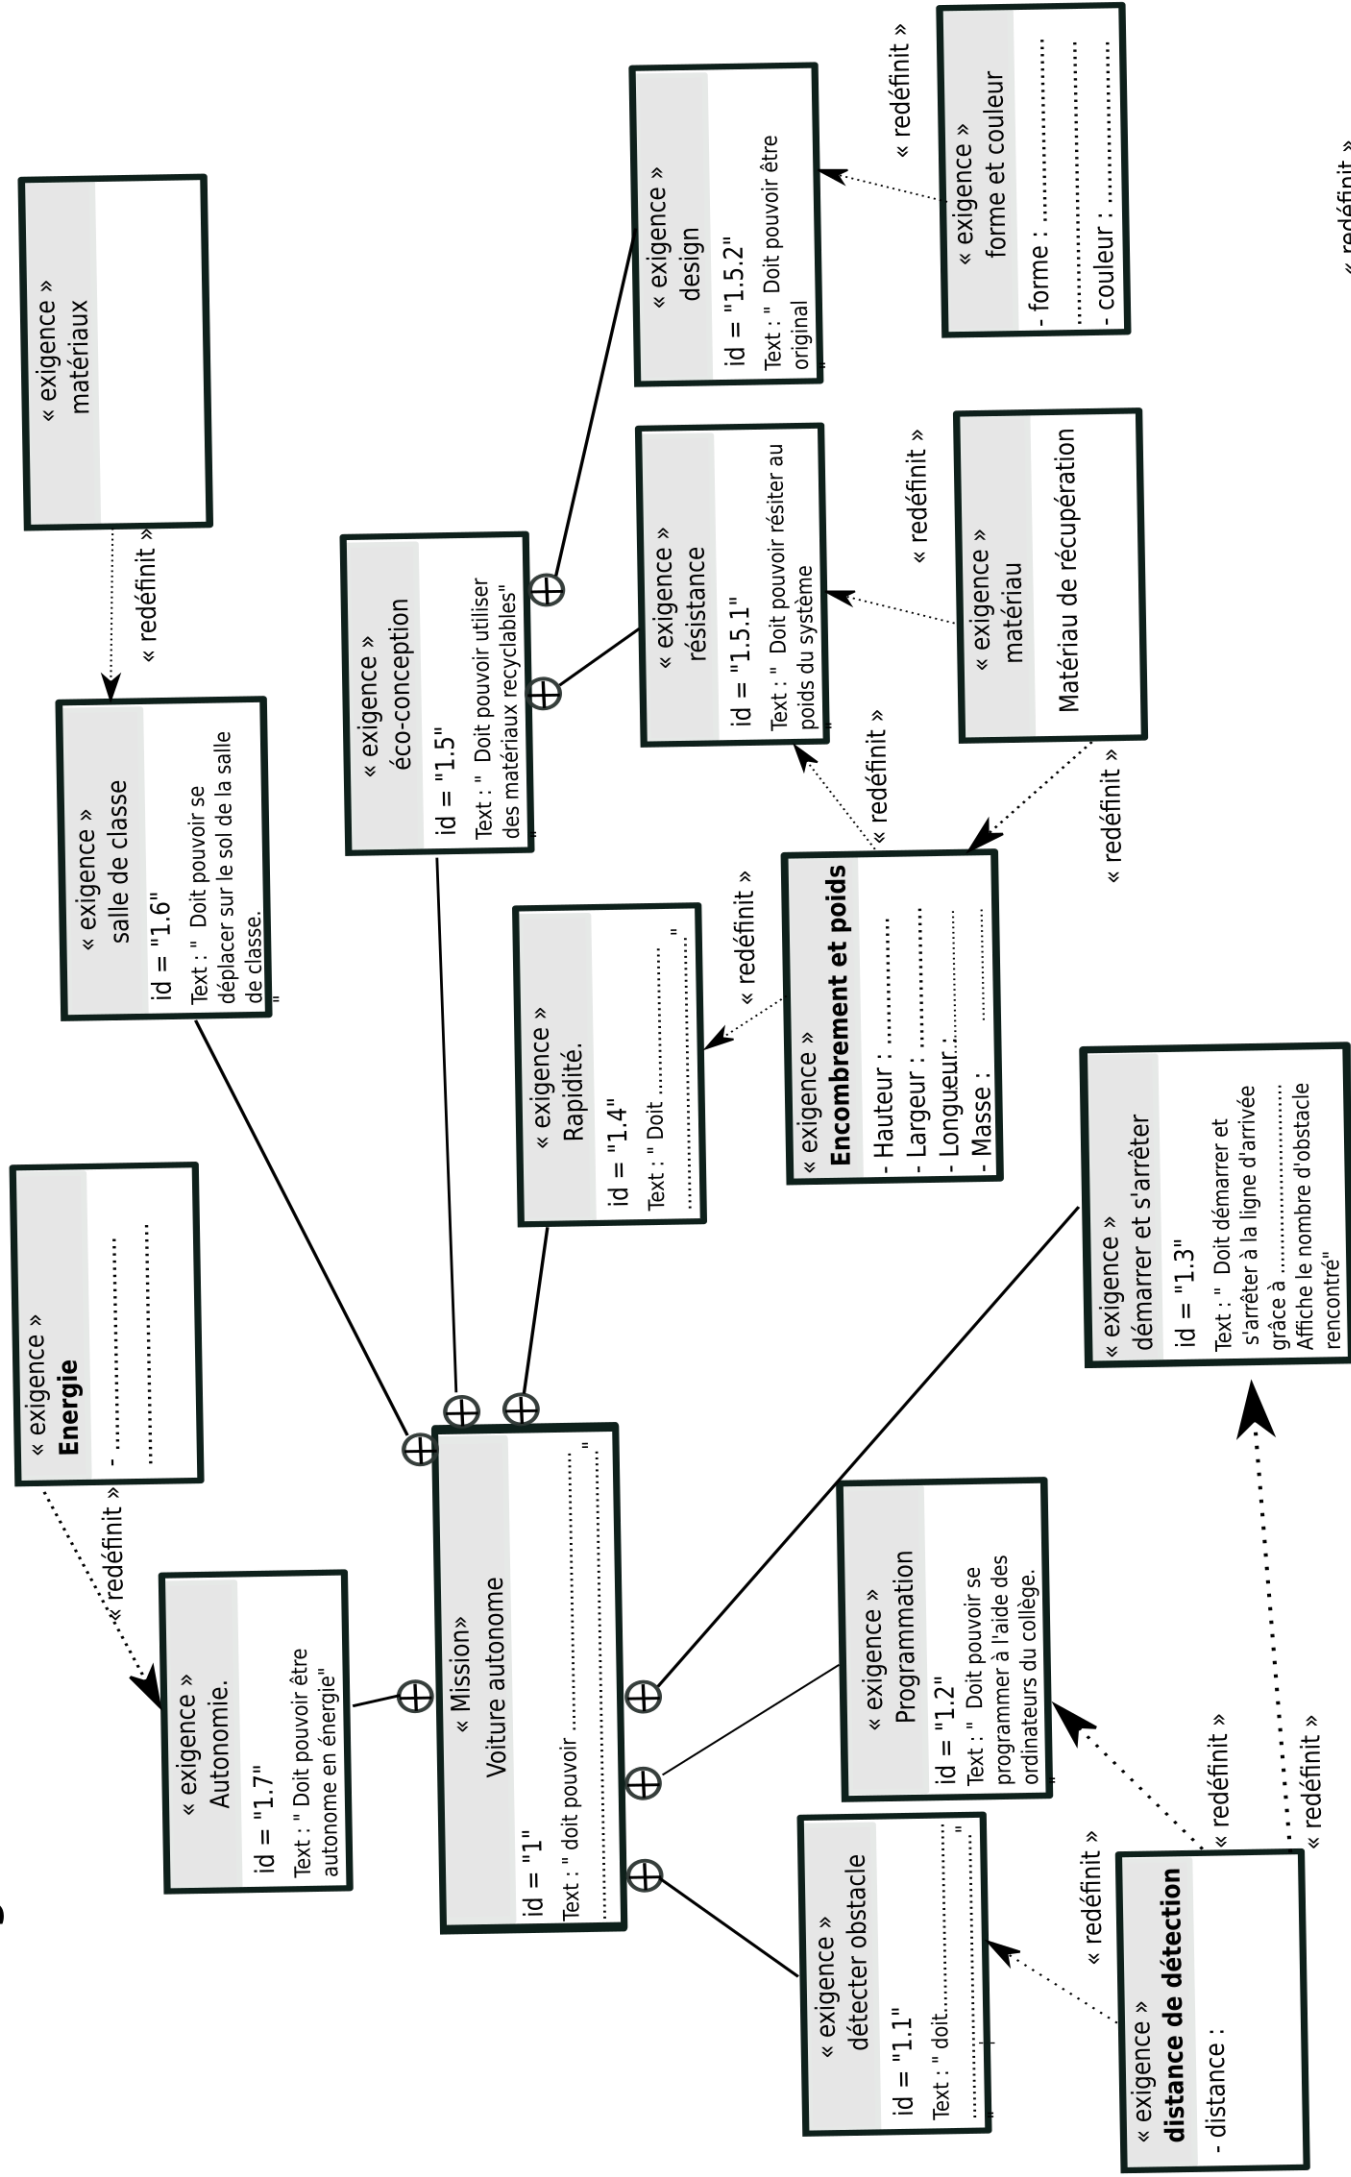 « exigence »
Energie
- ..............................
................................
« redéfinit »
« exigence »
Autonomie.
id = "1.7"
Text : " Doit pouvoir être
autonome en énergie"
« exigence »
matériaux
« redéfinit »
« exigence »
salle de classe
id = "1.6"
Text : " Doit pouvoir se
déplacer sur le sol de la salle
de classe.
"
« Mission»
Voiture autonome
id = "1"
Text : " doit pouvoir ..............................
................................"
« exigence »
éco-conception
id = "1.5"
Text : " Doit pouvoir utiliser
des matériaux recyclables"
"
« exigence »
Rapidité.
id = "1.4"
Text : " Doit ..............................
................................"
« redéfinit »
« exigence »
résistance
id = "1.5.1"
Text : " Doit pouvoir résiter au
poids du système
"
« exigence »
design
id = "1.5.2"
Text : " Doit pouvoir être
original
"
« redéfinit »
« redéfinit »
« redéfinit »
« exigence »
détecter obstacle
id = "1.1"
Text : " doit..............................
................................"
"
« exigence »
Programmation
id = "1.2"
Text : " Doit pouvoir se
programmer à l'aide des
ordinateurs du collège.
"
« exigence »
Encombrement et poids
- Hauteur : ....................
- Largeur : ....................
- Longueur : ....................
- Masse : ....................
« exigence »
matériau
Matériau de récupération
« exigence »
forme et couleur
- forme : ....................
................................
- couleur : ....................
« redéfinit »
« redéfinit »
« redéfinit »
« redéfinit »
« exigence »
distance de détection
- distance :
« exigence »
démarrer et s'arrêter
id = "1.3"
Text : " Doit démarrer et
s'arrêter à la ligne d'arrivée
grâce à ..............................
Affiche le nombre d'obstacle
rencontré"
« redéfinit »